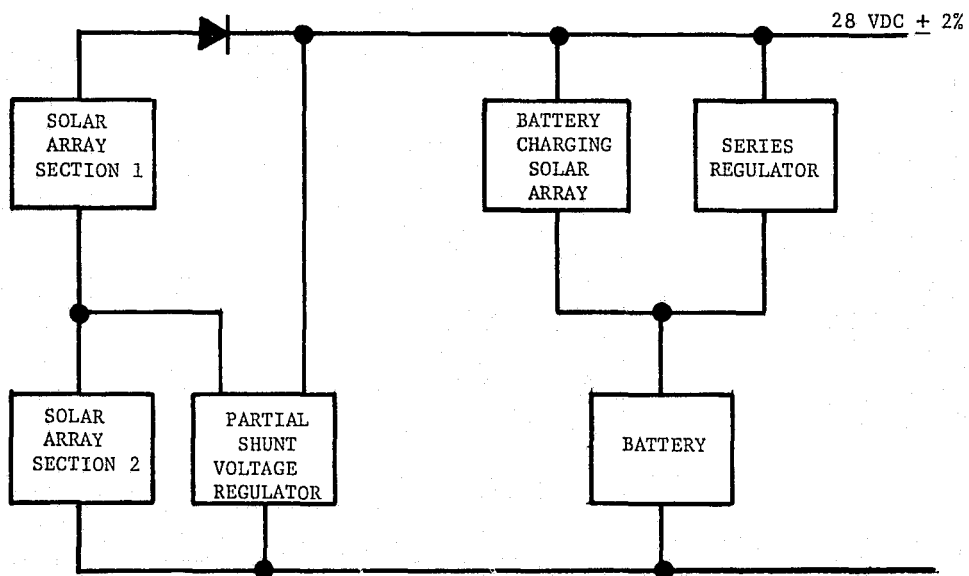 28 VDC ± 2%
SOLAR
ARRAY
SECTION 1
BATTERY
CHARGING
SOLAR
ARRAY
SERIES
REGULATOR
SOLAR
ARRAY
SECTION 2
PARTIAL
SHUNT
VOLTAGE
REGULATOR
BATTERY